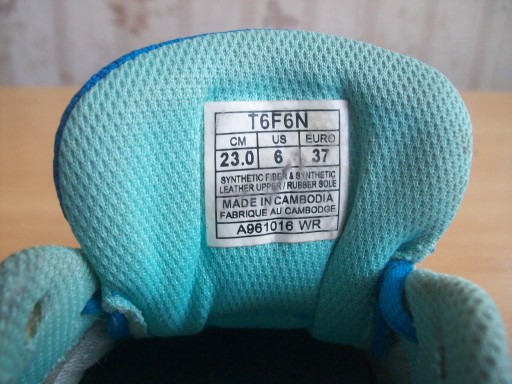 T6F6N
CM US EURO
23.0 6 37
SYNTHETIC FIBER & SYNTHETIC
LEATHER UPPER / RUBBER SOLE
MADE IN CAMBODIA
FABRIQUE AU CAMBODGE
A961016 WR